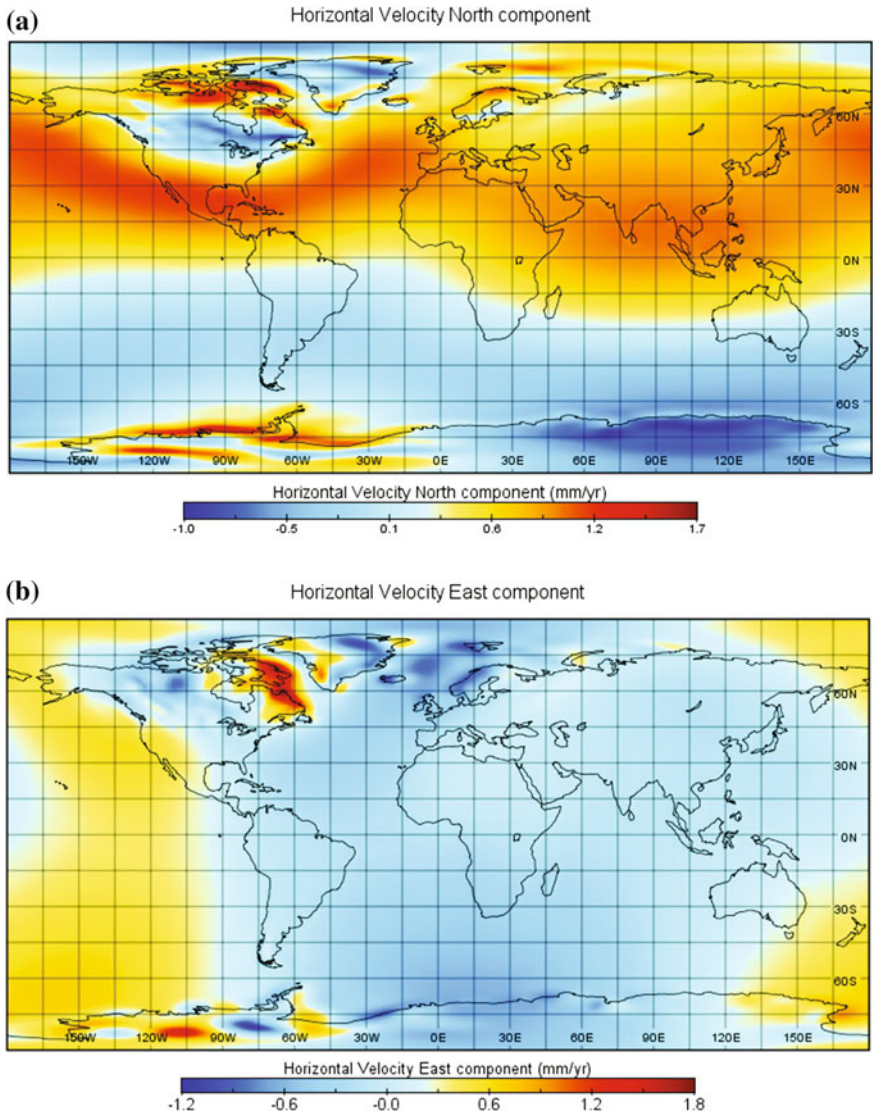 (a)
Horizontal Velocity North component
60N
30N
0N
30S
60S
150W 120W 90W 60W 30W 0E 30E 60E 90E 120E 150E
Horizontal Velocity North component (mm/yr)
-1.0 -0.5 0.1 0.6 1.2 1.7
(b)
Horizontal Velocity East component
60N
30N
0N
30S
60S
150W 120W 90W 60W 30W 0E 30E 60E 90E 120E 150E
Horizontal Velocity East component (mm/yr)
-1.2 -0.6 -0.0 0.6 1.2 1.8